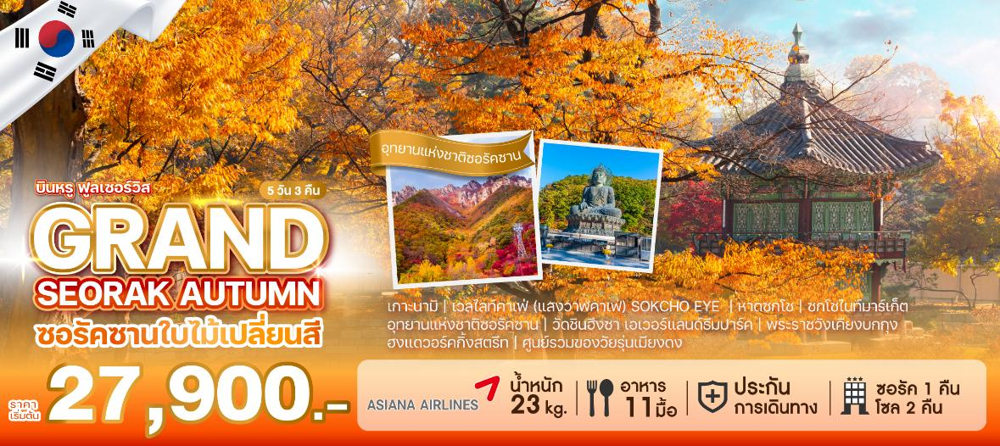 อุทยานแห่งชาติซอรัคซาน
บินหรู ฟูลเซอร์วิส
5 วัน 3 คืน
GRAND
SEORAK AUTUMN
ซอรัคซานใบไม้เปลี่ยนสี
ราคา
เริ่มต้น
27,900.-
เกาะนามิ | เวลไลท์คาเฟ่ (แสงวาฬคาเฟ่) SOKCHO EYE | หาดซกโช | ซกโชไนท์มาร์เก็ต
อุทยานแห่งชาติซอรัคซาน | วัดชินฮึงซา เอเวอร์แลนด์ธีมปาร์ค | พระราชวังเคียงบกกุง
ฮงแดวอร์คกิ้งสตรีท | ศูนย์รวมของวัยรุ่นเมียงดง
ASIANA AIRLINES
น้ำหนัก
23 kg.
อาหาร
11 มื้อ
ประกัน
การเดินทาง
ซอรัค 1 คืน
โซล 2 คืน